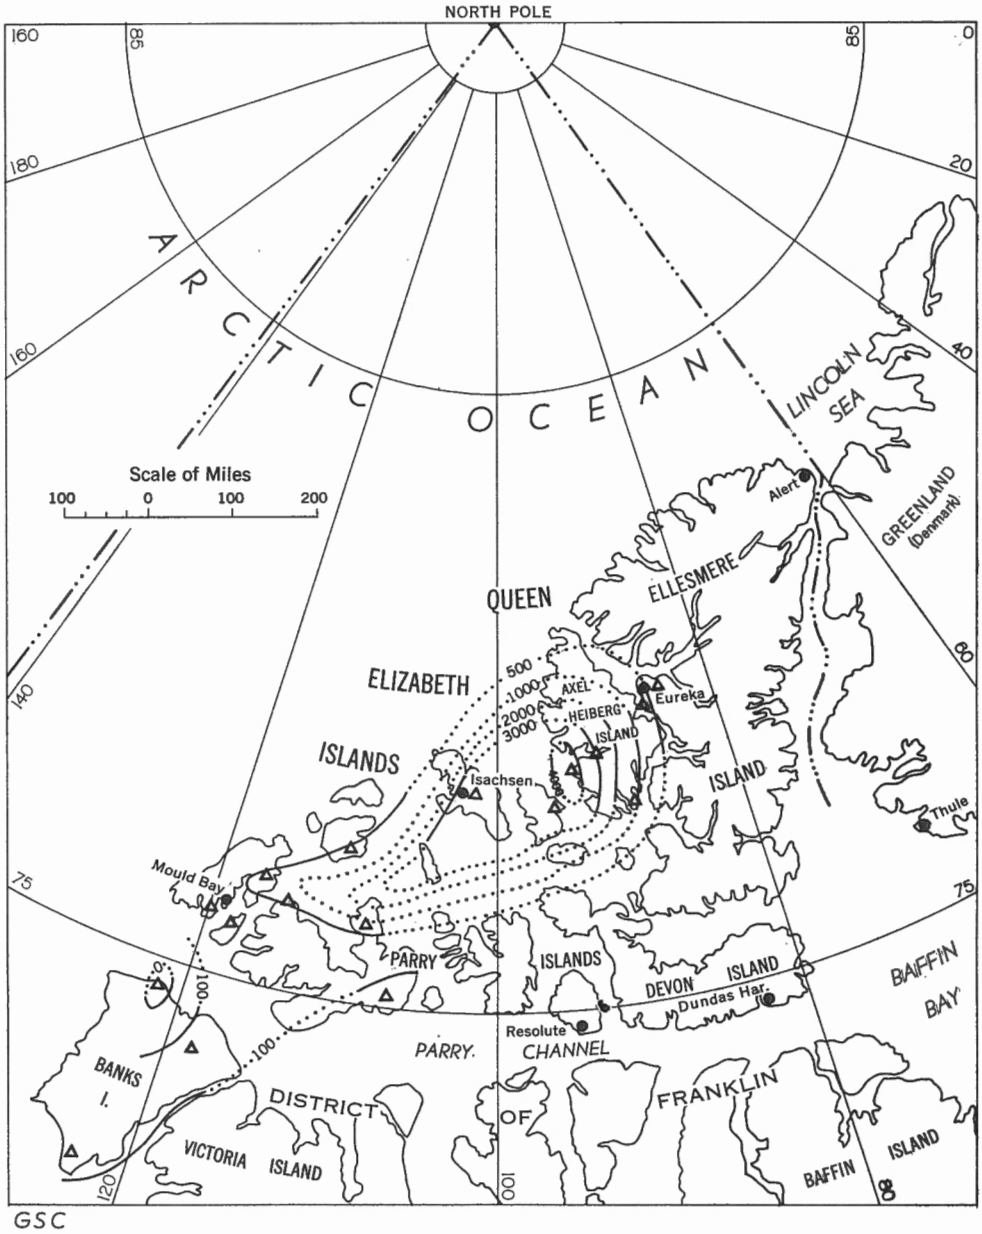 NORTH POLE
160
85
85
0
180
20
ARCTIC OCEAN
160
40
LINCOLN
SEA
Scale of Miles
100 0 100 200
Alert
GREENLAND
(Denmark)
ELLESMERE
QUEEN
ELIZABETH
ISLANDS
500
1000
2000
3000
AXEL
HEIBERG
ISLAND
Eureka
60
140
Isachsen
ISLAND
Thule
Mould Bay
75
75
PARRY
ISLANDS
DEVON
ISLAND
Dundas Har.
BAFFIN
BAY
0
100
100
Resolute
PARRY
CHANNEL
BANKS
I.
DISTRICT
OF
FRANKLIN
VICTORIA
ISLAND
BAFFIN
ISLAND
120
100
80
GSC